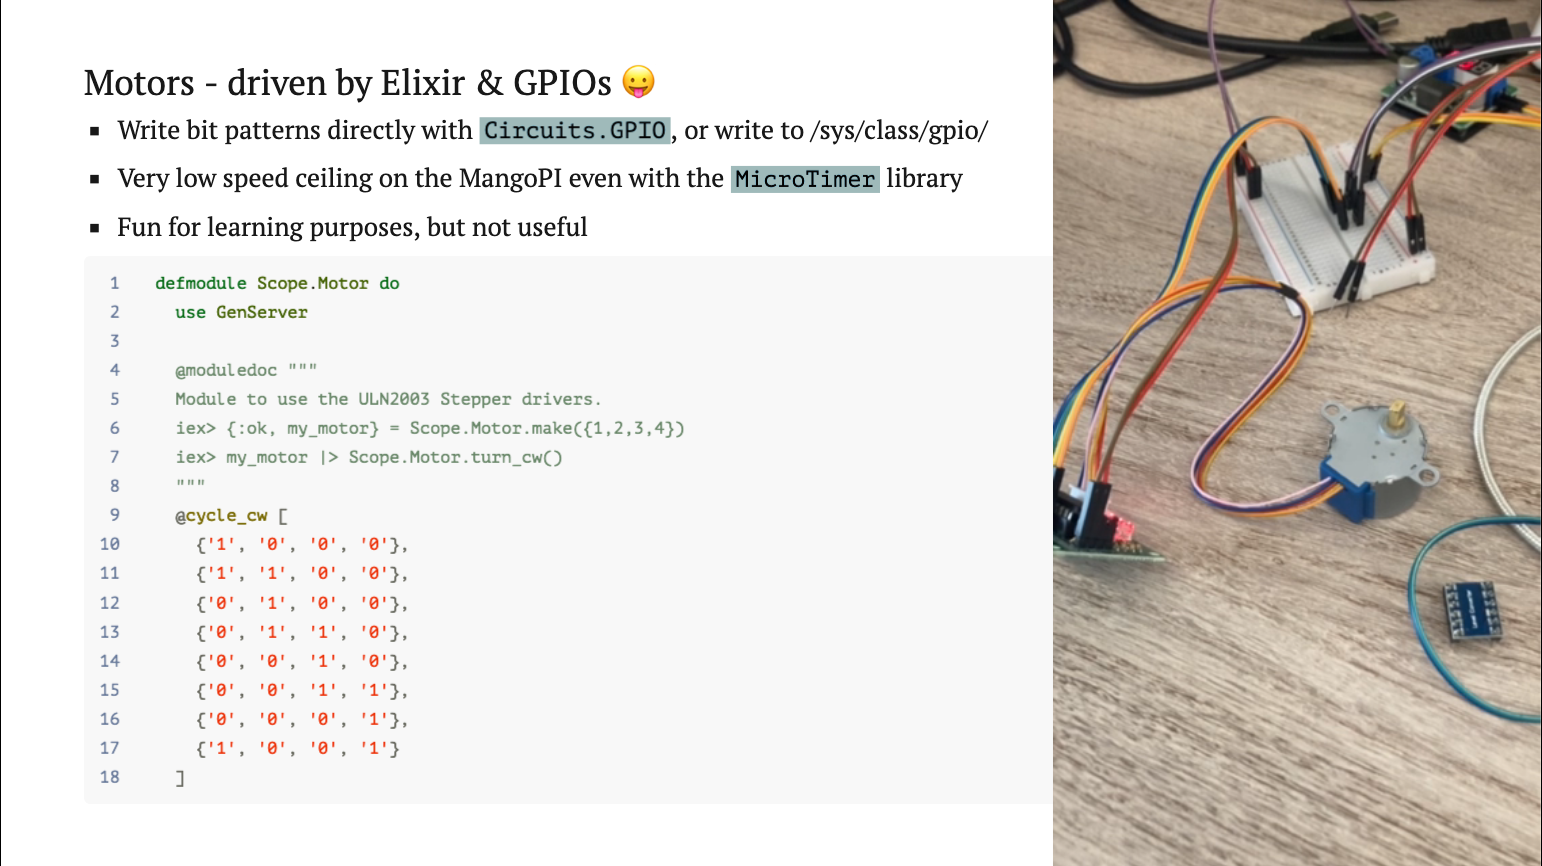 Motors - driven by Elixir & GPIOs 😛
▪ Write bit patterns directly with Circuits.GPIO, or write to /sys/class/gpio/
▪ Very low speed ceiling on the MangoPI even with the MicroTimer library
▪ Fun for learning purposes, but not useful
1 defmodule Scope.Motor do
2   use GenServer
3
4   @moduledoc """
5   Module to use the ULN2003 Stepper drivers.
6   iex> {:ok, my_motor} = Scope.Motor.make({1,2,3,4})
7   iex> my_motor |> Scope.Motor.turn_cw()
8   """
9   @cycle_cw [
10     {'1', '0', '0', '0'},
11     {'1', '1', '0', '0'},
12     {'0', '1', '0', '0'},
13     {'0', '1', '1', '0'},
14     {'0', '0', '1', '0'},
15     {'0', '0', '1', '1'},
16     {'0', '0', '0', '1'},
17     {'1', '0', '0', '1'}
18   ]